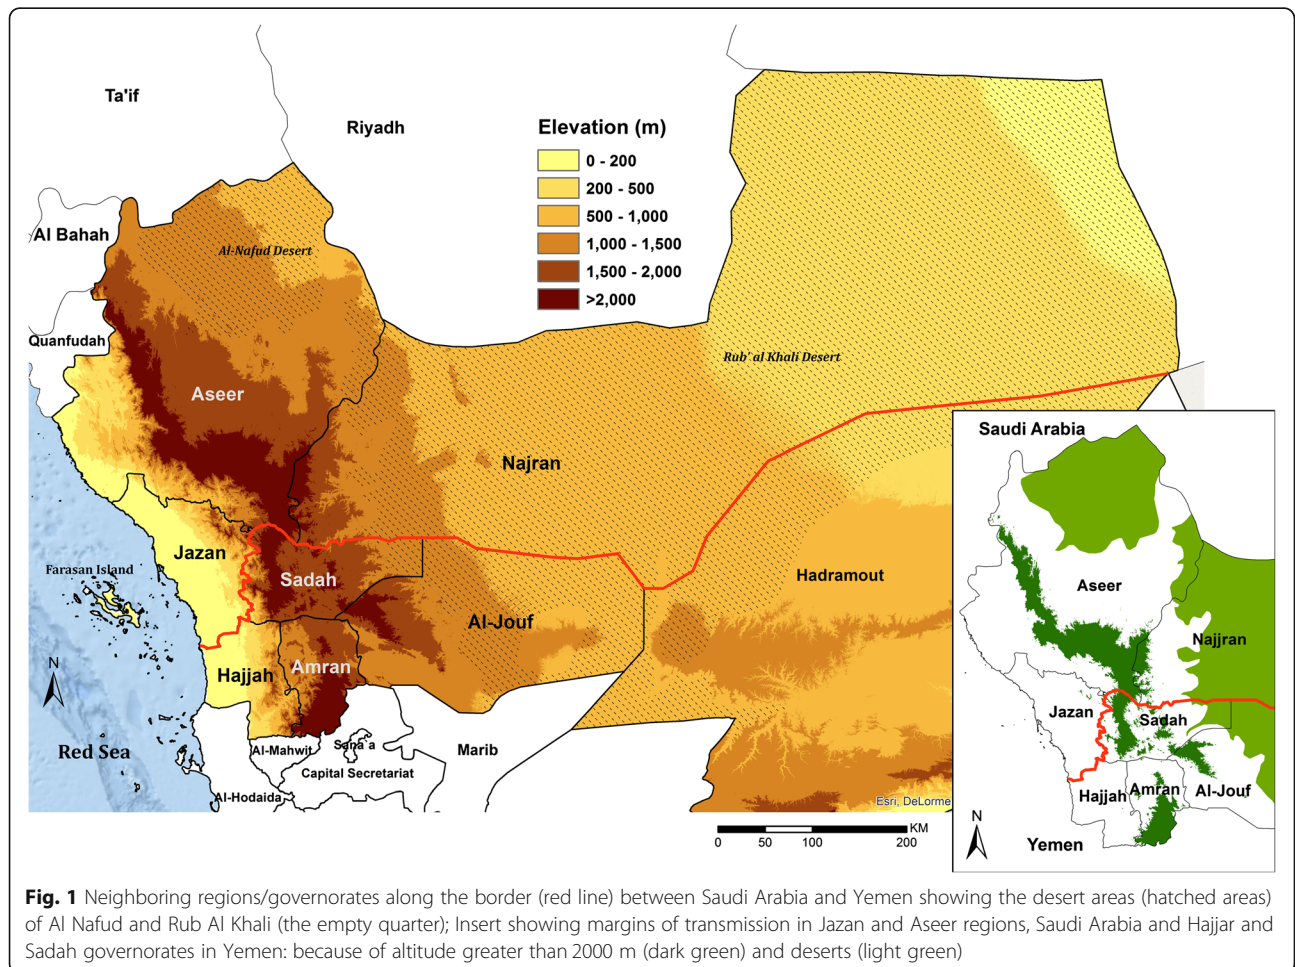 Ta'if
Riyadh
Elevation (m)
0 - 200
200 - 500
500 - 1,000
1,000 - 1,500
1,500 - 2,000
>2,000
Al Bahah
Al-Nafud Desert
Quanfudah
Rub' al Khali Desert
Aseer
Najran
Jazan
Farasan Island
Sadah
Hadramout
Al-Jouf
Hajjah
Amran
N
Red Sea
Al-Mahwit
Sana`a
Marib
Capital Secretariat
Al-Hodaida
Esri, DeLorme
KM
0 50 100 200
Saudi Arabia
Aseer
Najjran
Jazan
Sadah
Hajjah
Amran
Al-Jouf
N
Yemen
Fig. 1 Neighboring regions/governorates along the border (red line) between Saudi Arabia and Yemen showing the desert areas (hatched areas)
of Al Nafud and Rub Al Khali (the empty quarter); Insert showing margins of transmission in Jazan and Aseer regions, Saudi Arabia and Hajjar and
Sadah governorates in Yemen: because of altitude greater than 2000 m (dark green) and deserts (light green)